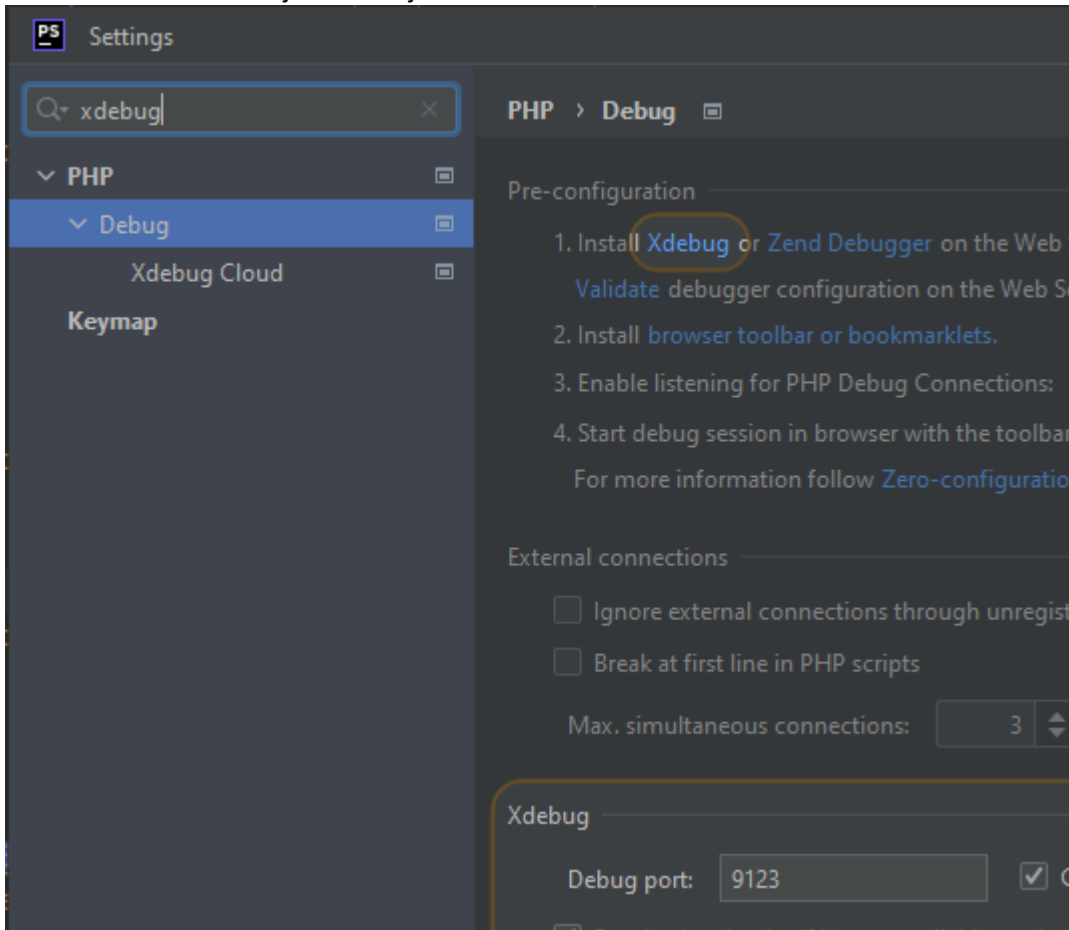 PS Settings
xdebug
PHP
Debug
Xdebug Cloud
Keymap
PHP › Debug
Pre-configuration
1. Install Xdebug or Zend Debugger on the Web
Validate debugger configuration on the Web
2. Install browser toolbar or bookmarklets.
3. Enable listening for PHP Debug Connections:
4. Start debug session in browser with the toolbar
For more information follow Zero-configuratio
External connections
Ignore external connections through unregist
Break at first line in PHP scripts
Max. simultaneous connections: 3
Xdebug
Debug port: 9123